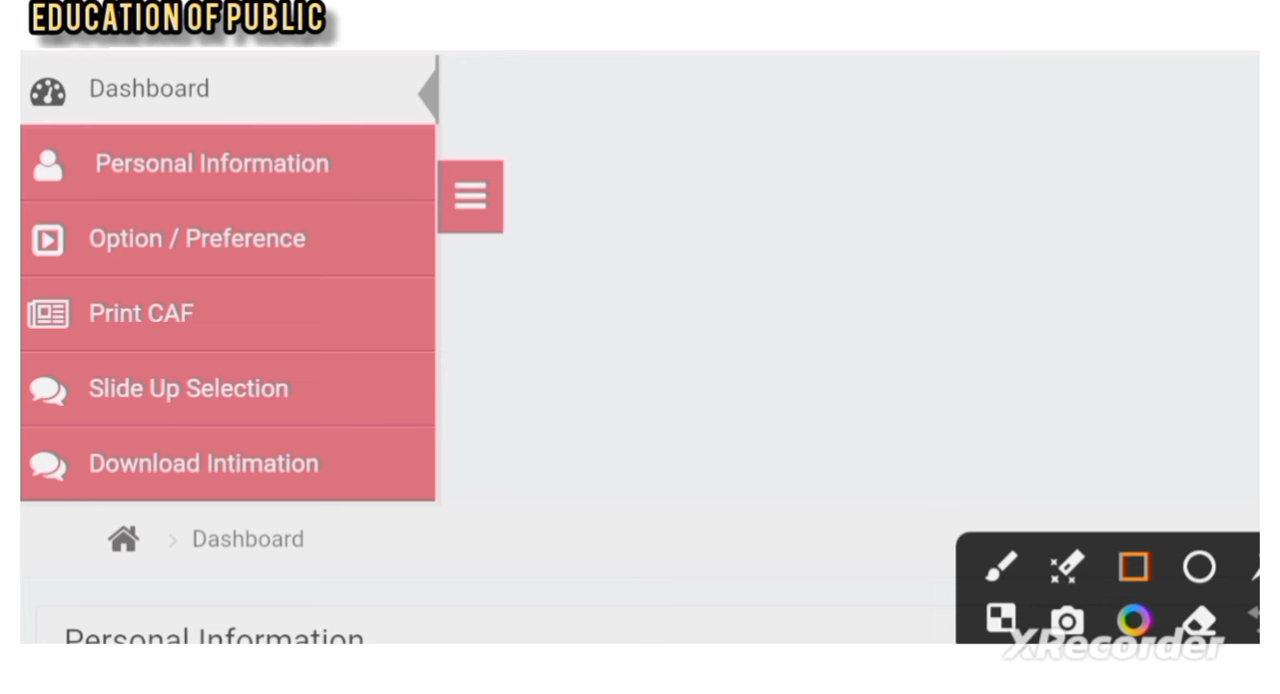 EDUCATION OF PUBLIC
Dashboard
Personal Information
Option / Preference
Print CAF
Slide Up Selection
Download Intimation
> Dashboard
Personal Information
XRecorder